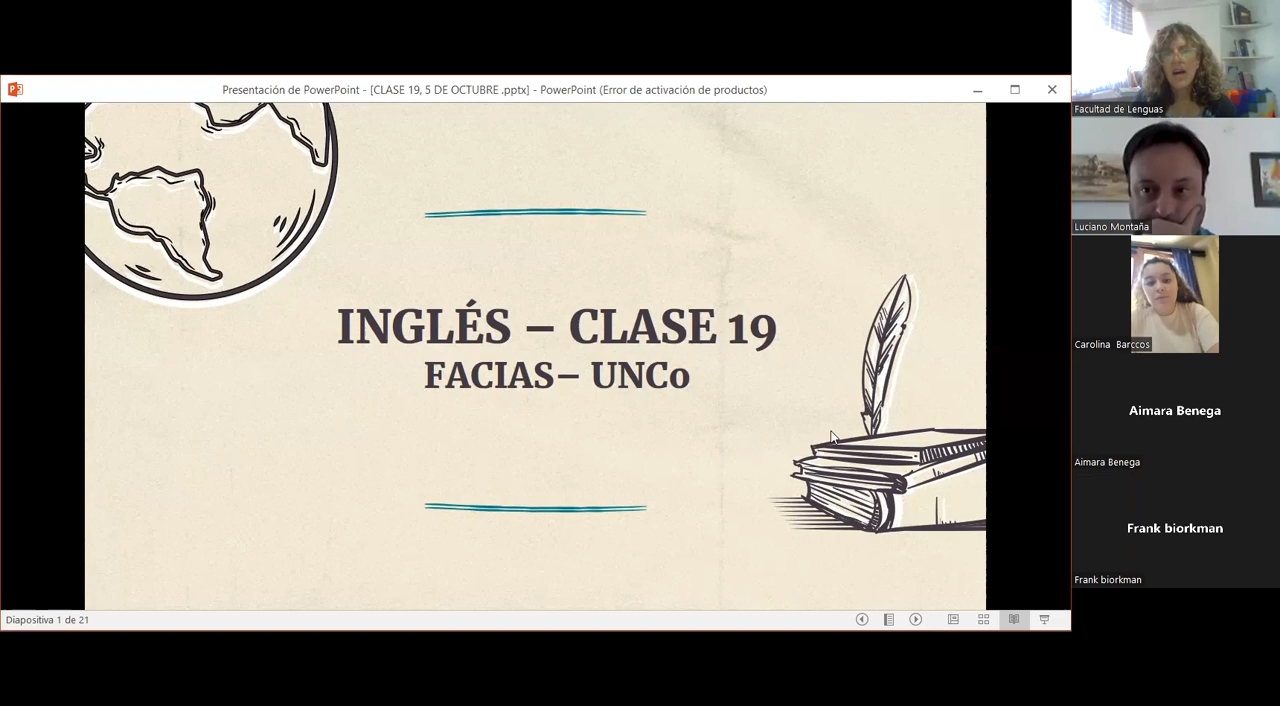 Presentación de PowerPoint - [CLASE 19, 5 DE OCTUBRE .pptx] - PowerPoint (Error de activación de productos)
INGLÉS – CLASE 19
FACIAS– UNCo
Diapositiva 1 de 21
Facultad de Lenguas
Luciano Montaña
Carolina Barccos
Aimara Benega
Aimara Benega
Frank biorkman
Frank biorkman